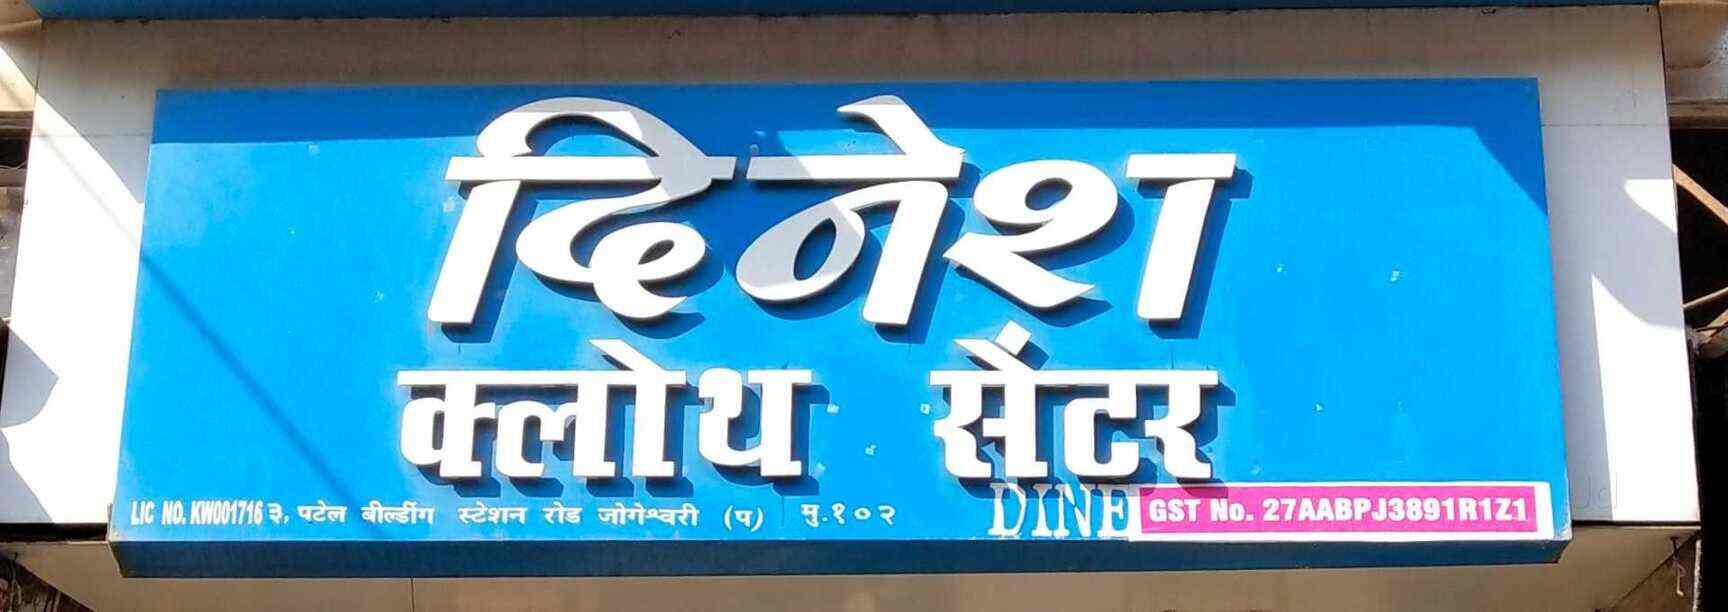 दिनेश
क्लोथ सेंटर
LIC NO. KW001716 ३, पटेल बील्डींग स्टेशन रोड जोगेश्वरी (प) मु.१०२ DINE GST No. 27AABPJ3891R1Z1